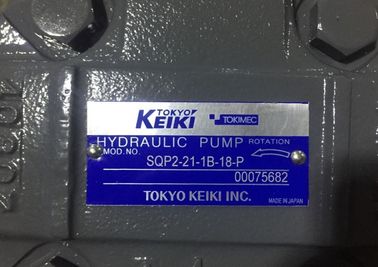 TOKYO
KEIKI TOKIMEC
HYDRAULIC PUMP ROTATION
MOD.NO. SQP2-21-1B-18-P
00075682
TOKYO KEIKI INC. MADE IN JAPAN